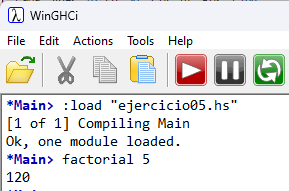 WinGHCi
File Edit Actions Tools Help
*Main> :load "ejercicio05.hs"
[1 of 1] Compiling Main
Ok, one module loaded.
*Main> factorial 5
120